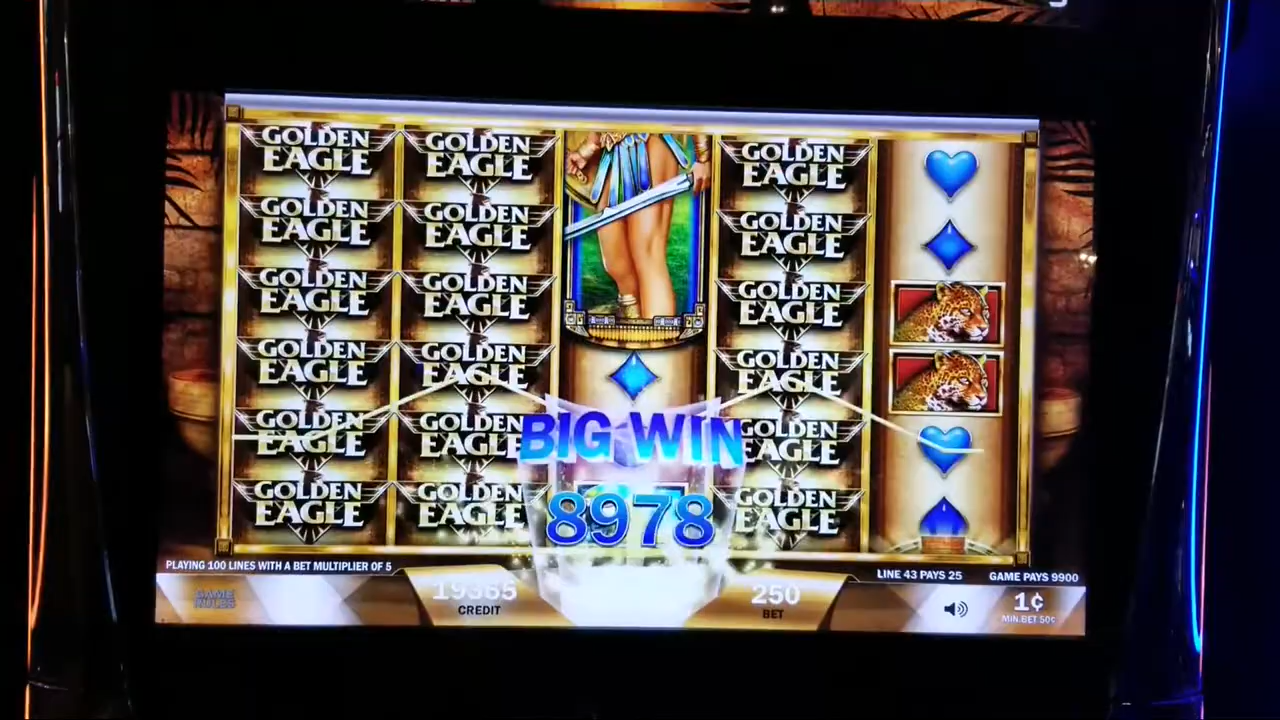 GOLDEN EAGLE GOLDEN EAGLE GOLDEN EAGLE
GOLDEN EAGLE GOLDEN EAGLE GOLDEN EAGLE
GOLDEN EAGLE GOLDEN EAGLE GOLDEN EAGLE
GOLDEN EAGLE GOLDEN EAGLE GOLDEN EAGLE
GOLDEN EAGLE GOLDEN EAGLE GOLDEN EAGLE
GOLDEN EAGLE GOLDEN EAGLE GOLDEN EAGLE
BIG WIN
8978
PLAYING 100 LINES WITH A BET MULTIPLIER OF 5
LINE 43 PAYS 25 GAME PAYS 9900
GAME RULES
19365
CREDIT
250
BET
1¢
MIN.BET 50¢